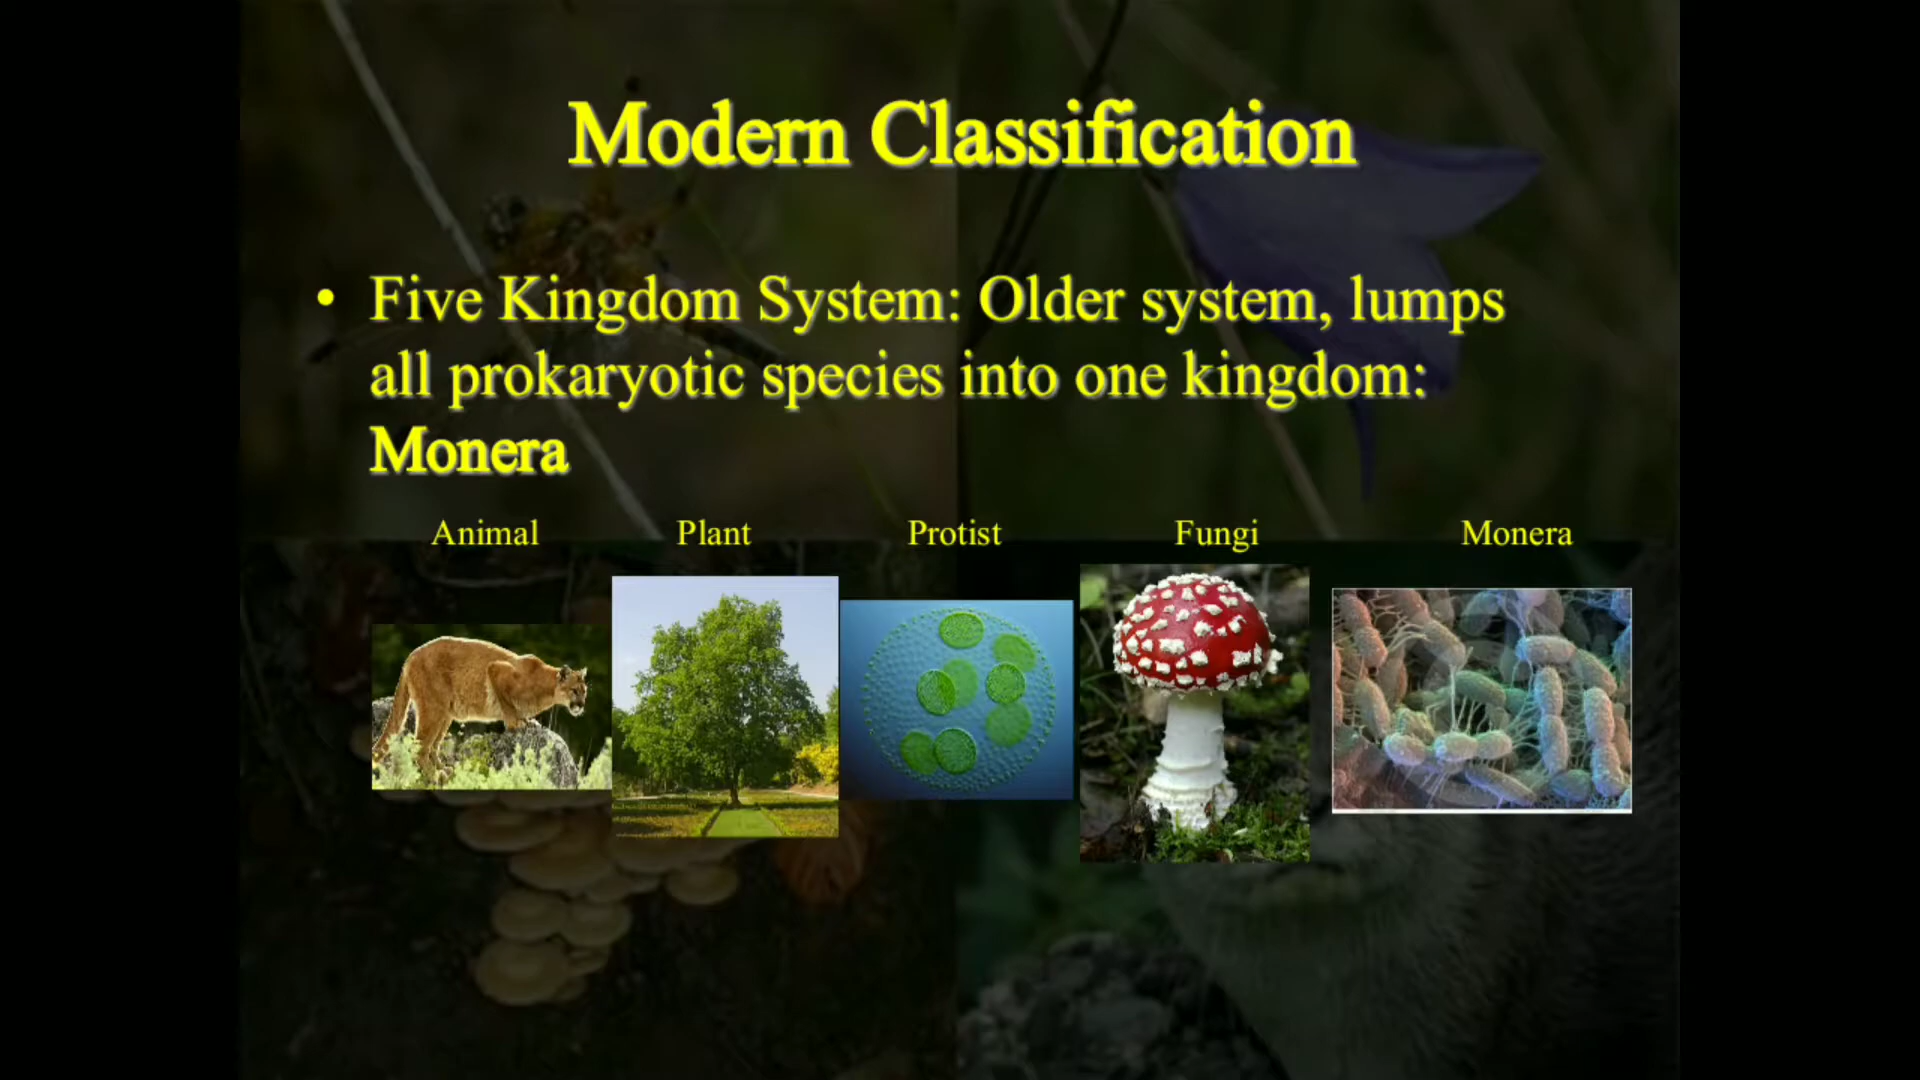 Modern Classification
• Five Kingdom System: Older system, lumps
all prokaryotic species into one kingdom:
Monera
Animal Plant Protist Fungi Monera